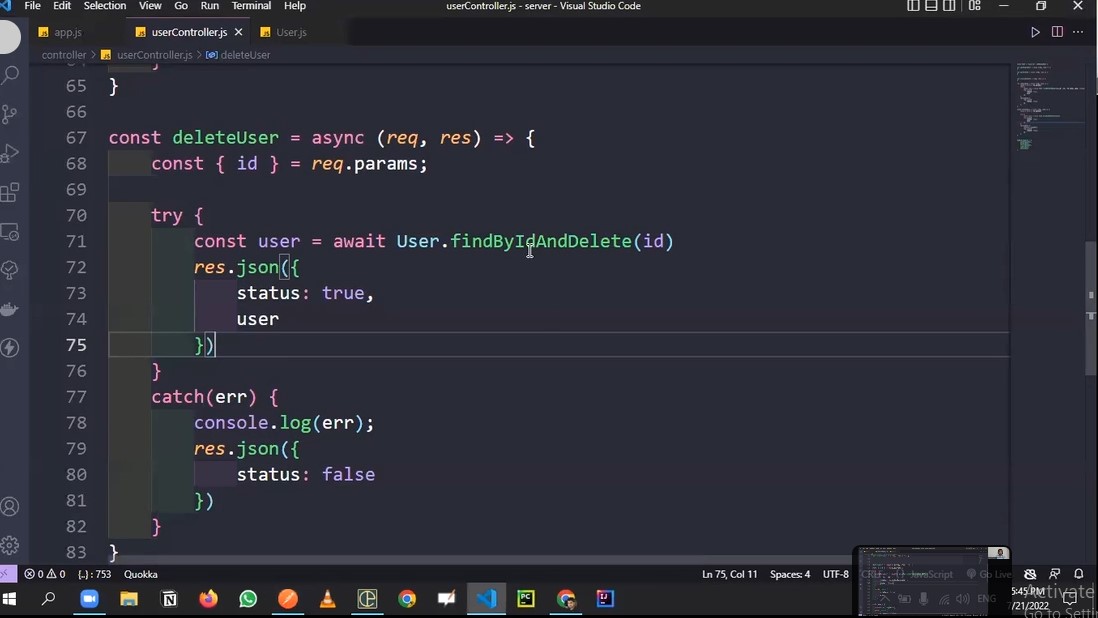 File Edit Selection View Go Run Terminal Help userController.js - server - Visual Studio Code
app.js userController.js User.js
controller userController.js deleteUser
65 }
66
67 const deleteUser = async (req, res) => {
68 const { id } = req.params;
69
70 try {
71 const user = await User.findByIdAndDelete(id)
72 res.json({
73 status: true,
74 user
75 })
76 }
77 catch(err) {
78 console.log(err);
79 res.json({
80 status: false
81 })
82 }
83 }
0 0 {..} : 753 Quokka Ln 75, Col 11 Spaces: 4 UTF-8 CRLF JavaScript Go Live
ENG 5:45 PM
7/21/2022
Activate
Go to Setti